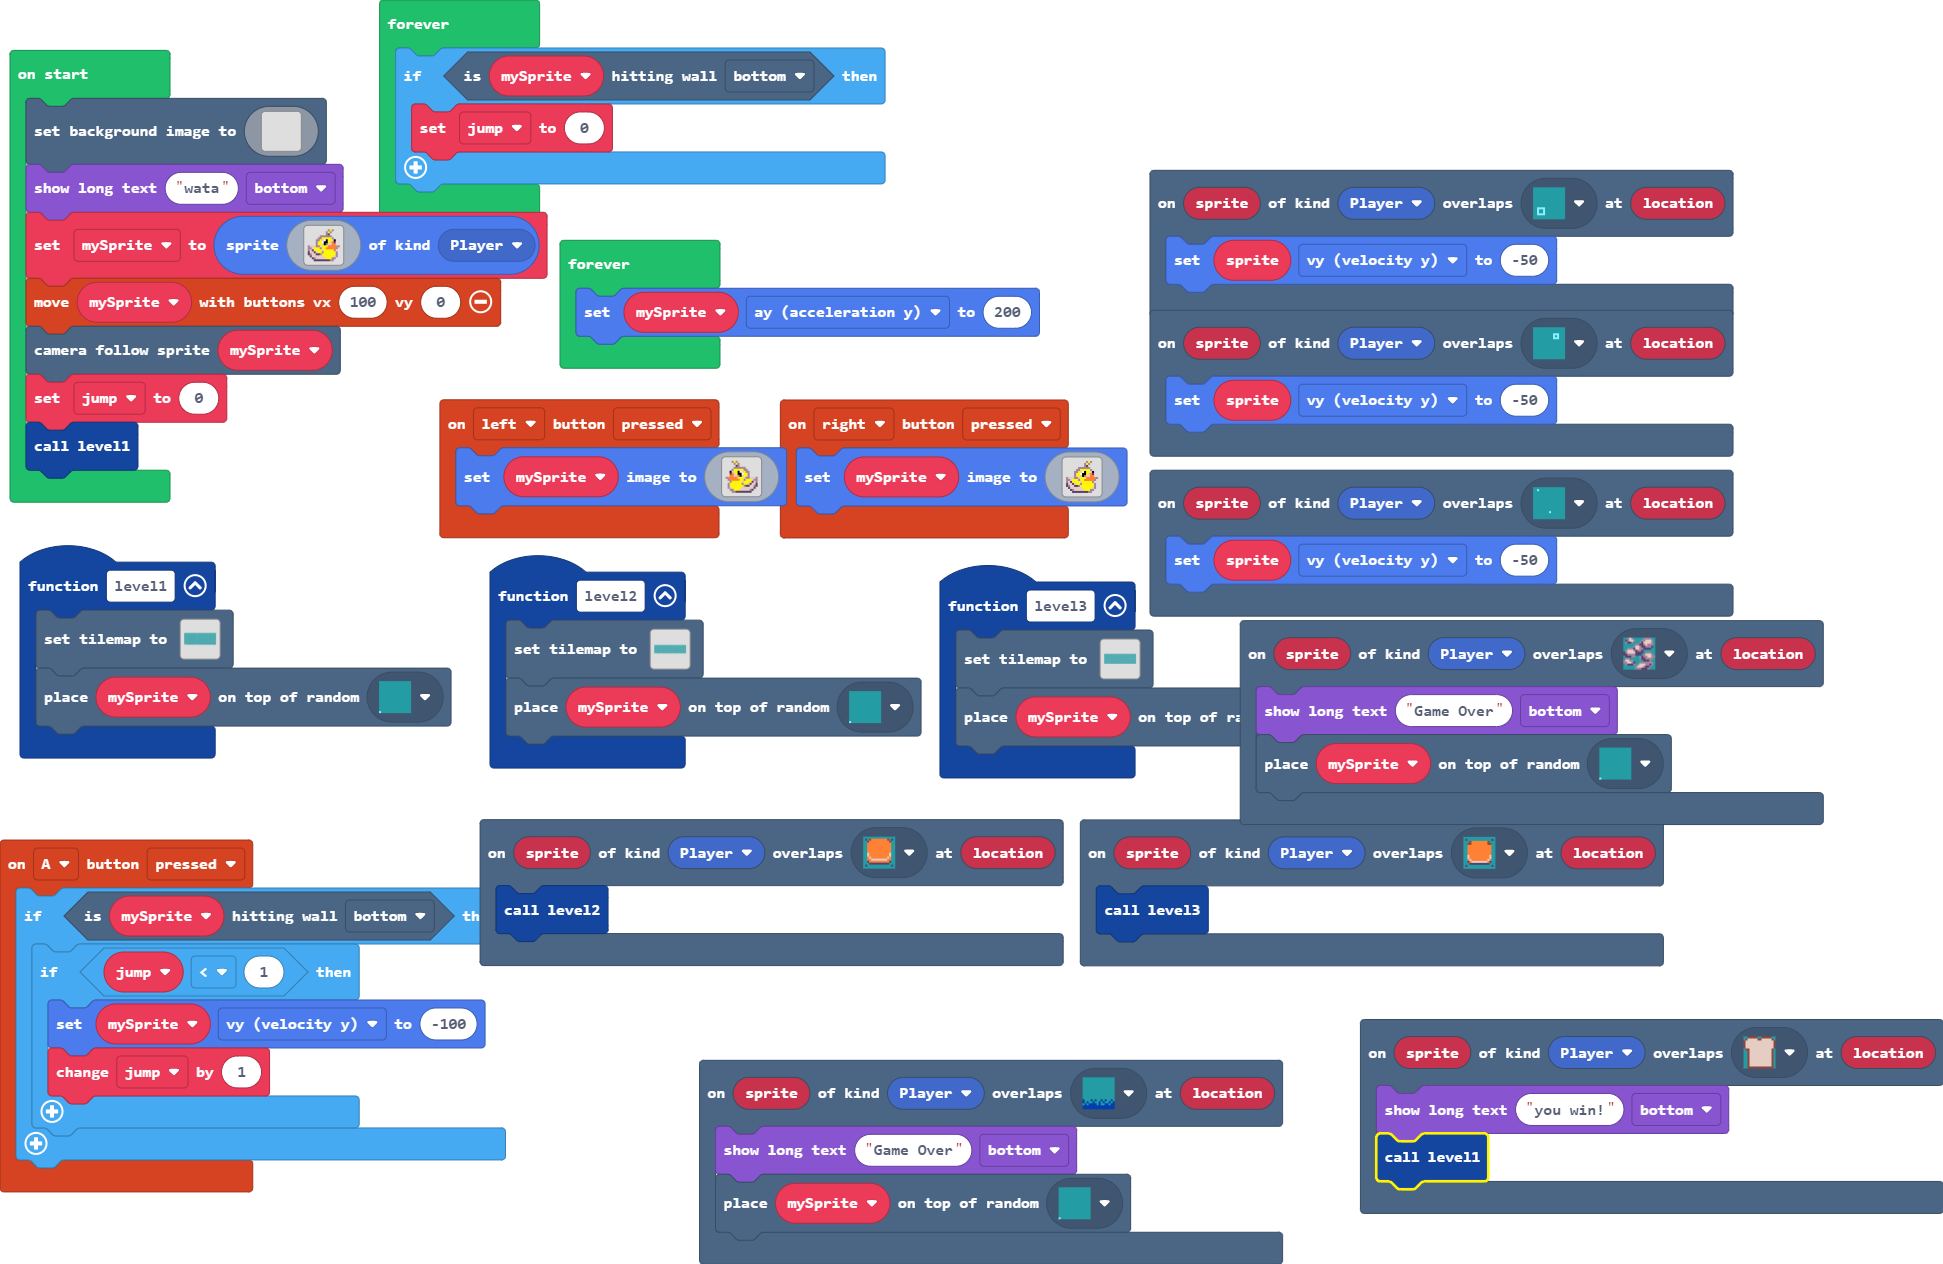 on start
set background image to
show long text "wata" bottom
set mySprite to sprite of kind Player
move mySprite with buttons vx 100 vy 0
camera follow sprite mySprite
set jump to 0
call level1
forever
if is mySprite hitting wall bottom then
set jump to 0
forever
set mySprite ay (acceleration y) to 200
on left button pressed
set mySprite image to
on right button pressed
set mySprite image to
on sprite of kind Player overlaps at location
set sprite vy (velocity y) to -50
on sprite of kind Player overlaps at location
set sprite vy (velocity y) to -50
on sprite of kind Player overlaps at location
set sprite vy (velocity y) to -50
function level1
set tilemap to
place mySprite on top of random
function level2
set tilemap to
place mySprite on top of random
function level3
set tilemap to
place mySprite on top of ra
on sprite of kind Player overlaps at location
show long text "Game Over" bottom
place mySprite on top of random
on A button pressed
if is mySprite hitting wall bottom th
if jump < 1 then
set mySprite vy (velocity y) to -100
change jump by 1
on sprite of kind Player overlaps at location
call level2
on sprite of kind Player overlaps at location
call level3
on sprite of kind Player overlaps at location
show long text "Game Over" bottom
place mySprite on top of random
on sprite of kind Player overlaps at location
show long text "you win!" bottom
call level1